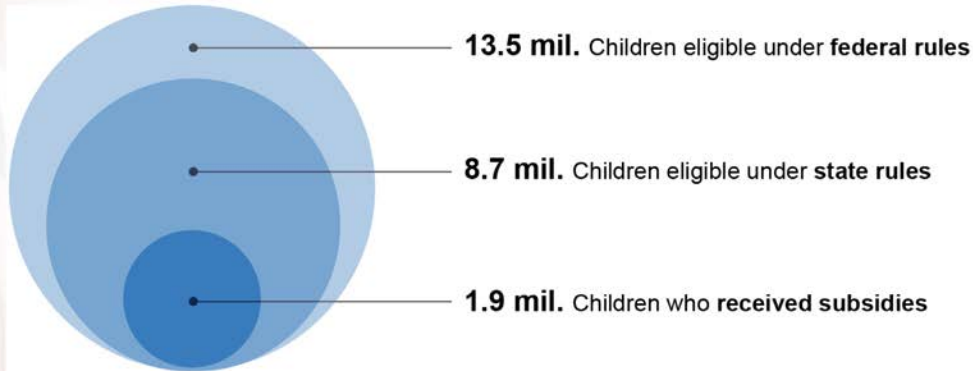 13.5 mil. Children eligible under federal rules
8.7 mil. Children eligible under state rules
1.9 mil. Children who received subsidies